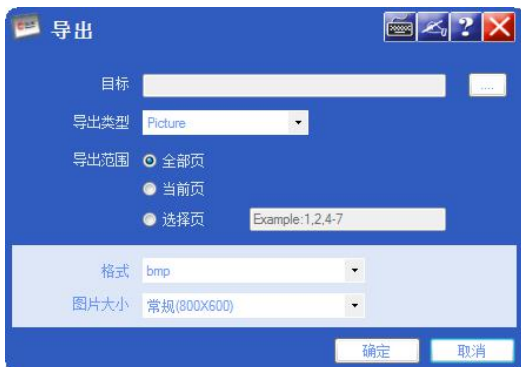 导出
目标
....
导出类型 Picture
导出范围 全部页
当前页
选择页 Example:1,2,4-7
格式 bmp
图片大小 常规(800X600)
确定 取消